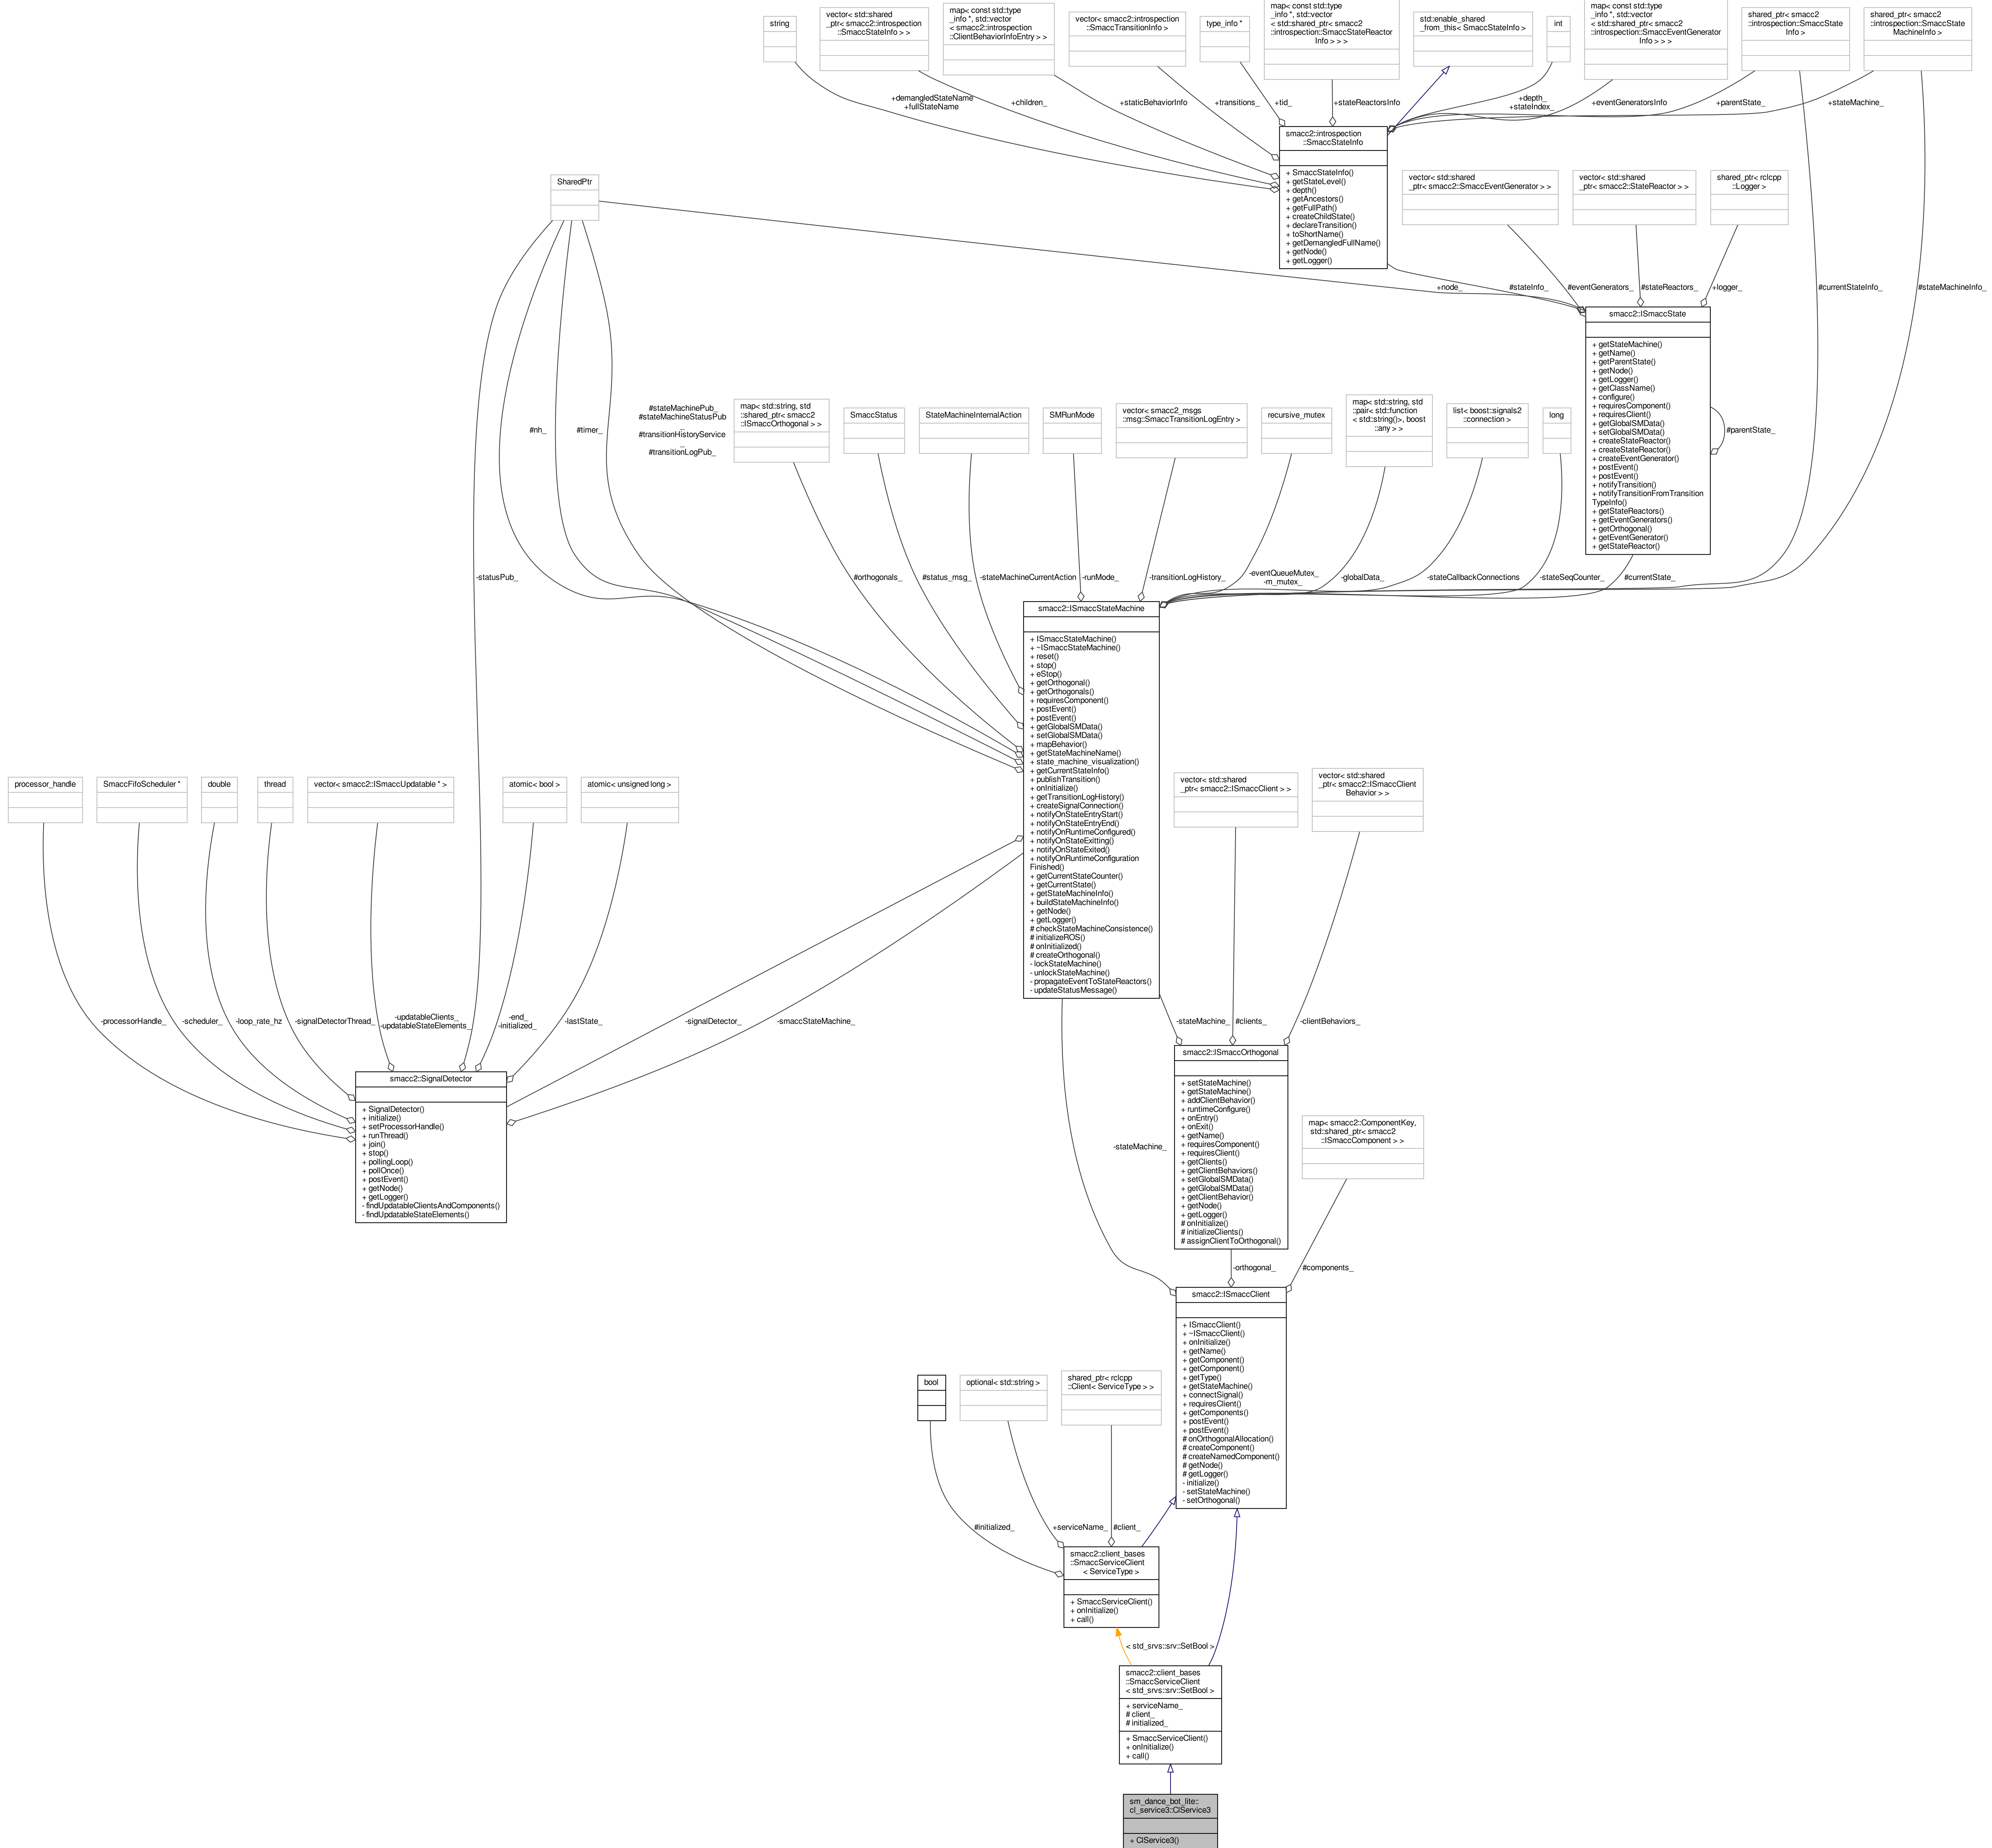 string
vector< std::shared
_ptr< smacc2::introspection
::SmaccStateInfo > >
map< const std::type
_info *, std::vector
< smacc2::introspection
::ClientBehaviorInfoEntry > >
vector< smacc2::introspection
::SmaccTransitionInfo >
type_info *
map< const std::type
_info *, std::vector
< std::shared_ptr< smacc2
::introspection::SmaccStateReactor
Info > > >
std::enable_shared
_from_this< SmaccStateInfo >
int
map< const std::type
_info *, std::vector
< std::shared_ptr< smacc2
::introspection::SmaccEventGenerator
Info > > >
shared_ptr< smacc2
::introspection::SmaccState
Info >
shared_ptr< smacc2
::introspection::SmaccState
MachineInfo >
+demangledStateName
+fullStateName
+children_
+staticBehaviorInfo
+transitions_
+tid_
+stateReactorsInfo
+depth_
+stateIndex_
+eventGeneratorsInfo
+parentState_
+stateMachine_
smacc2::introspection
::SmaccStateInfo
+ SmaccStateInfo()
+ getStateLevel()
+ depth()
+ getAncestors()
+ getFullPath()
+ createChildState()
+ declareTransition()
+ toShortName()
+ getDemangledFullName()
+ getNode()
+ getLogger()
SharedPtr
vector< std::shared
_ptr< smacc2::SmaccEventGenerator > >
vector< std::shared
_ptr< smacc2::StateReactor > >
shared_ptr< rclcpp
::Logger >
+node_
#stateInfo_
#eventGenerators_
#stateReactors_
+logger_
#currentStateInfo_
#stateMachineInfo_
smacc2::ISmaccState
+ getStateMachine()
+ getName()
+ getParentState()
+ getNode()
+ getLogger()
+ getClassName()
+ configure()
+ requiresComponent()
+ requiresClient()
+ getGlobalSMData()
+ setGlobalSMData()
+ createStateReactor()
+ createStateReactor()
+ createEventGenerator()
+ postEvent()
+ postEvent()
+ notifyTransition()
+ notifyTransitionFromTransition
TypeInfo()
+ getStateReactors()
+ getEventGenerators()
+ getOrthogonal()
+ getEventGenerator()
+ getStateReactor()
#parentState_
#nh_
#timer_
#stateMachinePub_
#stateMachineStatusPub
_
#transitionHistoryService
_
#transitionLogPub_
map< std::string, std
::shared_ptr< smacc2
::ISmaccOrthogonal > >
SmaccStatus
StateMachineInternalAction
SMRunMode
vector< smacc2_msgs
::msg::SmaccTransitionLogEntry >
recursive_mutex
map< std::string, std
::pair< std::function
< std::string()>, boost
::any > >
list< boost::signals2
::connection >
long
-statusPub_
#orthogonals_
#status_msg_
-stateMachineCurrentAction
-runMode_
-transitionLogHistory_
-eventQueueMutex_
-m_mutex_
-globalData_
-stateCallbackConnections
-stateSeqCounter_
#currentState_
smacc2::ISmaccStateMachine
+ ISmaccStateMachine()
+ ~ISmaccStateMachine()
+ reset()
+ stop()
+ eStop()
+ getOrthogonal()
+ getOrthogonals()
+ requiresComponent()
+ postEvent()
+ postEvent()
+ getGlobalSMData()
+ setGlobalSMData()
+ mapBehavior()
+ getStateMachineName()
+ state_machine_visualization()
+ getCurrentStateInfo()
+ publishTransition()
+ onInitialize()
+ getTransitionLogHistory()
+ createSignalConnection()
+ notifyOnStateEntryStart()
+ notifyOnStateEntryEnd()
+ notifyOnRuntimeConfigured()
+ notifyOnStateExitting()
+ notifyOnStateExited()
+ notifyOnRuntimeConfiguration
Finished()
+ getCurrentStateCounter()
+ getCurrentState()
+ getStateMachineInfo()
+ buildStateMachineInfo()
+ getNode()
+ getLogger()
# checkStateMachineConsistence()
# initializeROS()
# onInitialized()
# createOrthogonal()
- lockStateMachine()
- unlockStateMachine()
- propagateEventToStateReactors()
- updateStatusMessage()
processor_handle
SmaccFifoScheduler *
double
thread
vector< smacc2::ISmaccUpdatable * >
atomic< bool >
atomic< unsigned long >
vector< std::shared
_ptr< smacc2::ISmaccClient > >
vector< std::shared
_ptr< smacc2::ISmaccClient
Behavior > >
-processorHandle_
-scheduler_
-loop_rate_hz
-signalDetectorThread_
-updatableClients_
-updatableStateElements_
-end_
-initialized_
-lastState_
-signalDetector_
-smaccStateMachine_
-stateMachine_
#clients_
-clientBehaviors_
smacc2::SignalDetector
+ SignalDetector()
+ initialize()
+ setProcessorHandle()
+ runThread()
+ join()
+ stop()
+ pollingLoop()
+ pollOnce()
+ postEvent()
+ getNode()
+ getLogger()
- findUpdatableClientsAndComponents()
- findUpdatableStateElements()
smacc2::ISmaccOrthogonal
+ setStateMachine()
+ getStateMachine()
+ addClientBehavior()
+ runtimeConfigure()
+ onEntry()
+ onExit()
+ getName()
+ requiresComponent()
+ requiresClient()
+ getClients()
+ getClientBehaviors()
+ setGlobalSMData()
+ getGlobalSMData()
+ getClientBehavior()
+ getNode()
+ getLogger()
# onInitialize()
# initializeClients()
# assignClientToOrthogonal()
map< smacc2::ComponentKey,
std::shared_ptr< smacc2
::ISmaccComponent > >
-stateMachine_
-orthogonal_
#components_
smacc2::ISmaccClient
+ ISmaccClient()
+ ~ISmaccClient()
+ onInitialize()
+ getName()
+ getComponent()
+ getComponent()
+ getType()
+ getStateMachine()
+ connectSignal()
+ requiresClient()
+ getComponents()
+ postEvent()
+ postEvent()
# onOrthogonalAllocation()
# createComponent()
# createNamedComponent()
# getNode()
# getLogger()
- initialize()
- setStateMachine()
- setOrthogonal()
bool
optional< std::string >
shared_ptr< rclcpp
::Client< ServiceType > >
#initialized_
+serviceName_
#client_
smacc2::client_bases
::SmaccServiceClient
< ServiceType >
+ SmaccServiceClient()
+ onInitialize()
+ call()
< std_srvs::srv::SetBool >
smacc2::client_bases
::SmaccServiceClient
< std_srvs::srv::SetBool >
+ serviceName_
# client_
# initialized_
+ SmaccServiceClient()
+ onInitialize()
+ call()
sm_dance_bot_lite::
cl_service3::ClService3
+ ClService3()